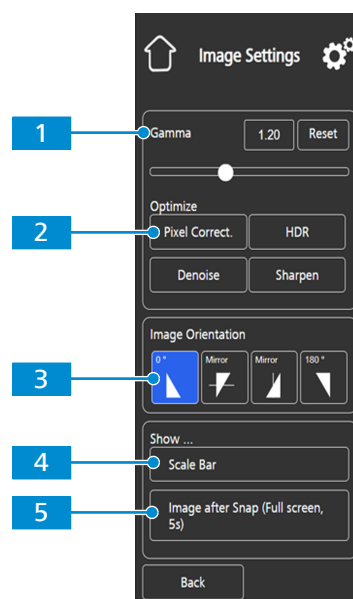 Image Settings
1
Gamma
1.20
Reset
Optimize
2
Pixel Correct.
HDR
Denoise
Sharpen
Image Orientation
0°
Mirror
Mirror
180°
3
Show ...
4
Scale Bar
5
Image after Snap (Full screen,
5s)
Back